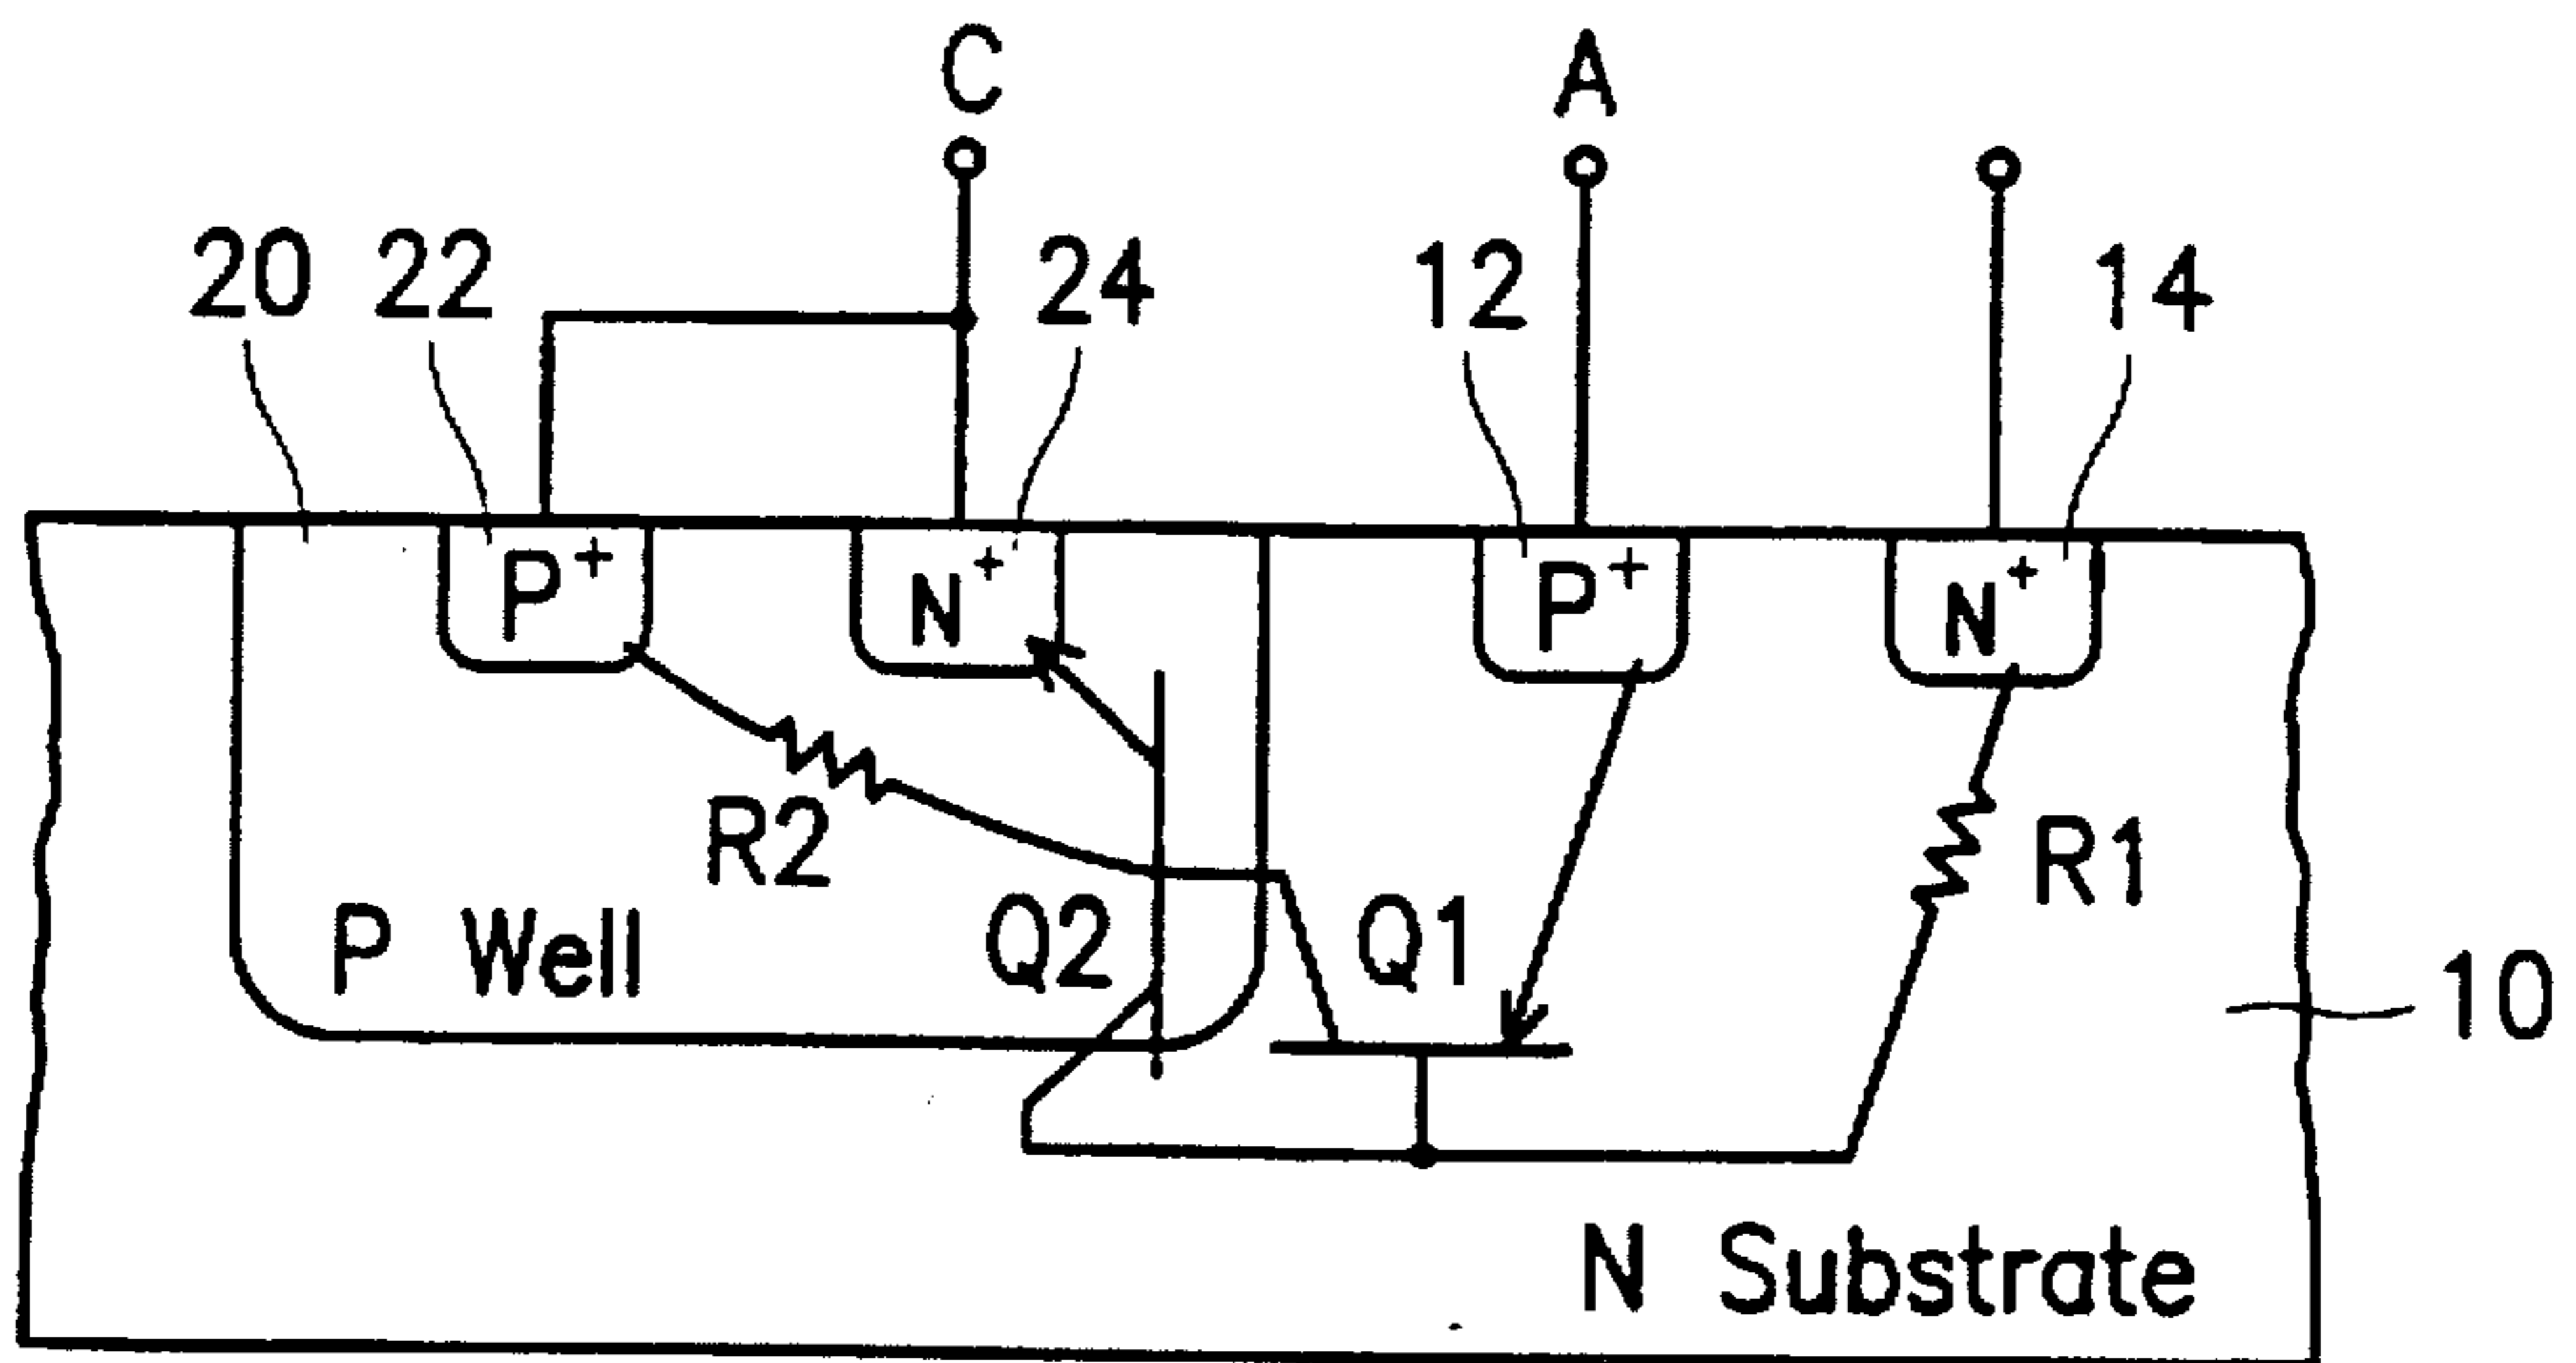 C A
20 22 24 12 14
P+ N+ P+ N+
R2 R1
P Well Q2 Q1
10
N Substrate